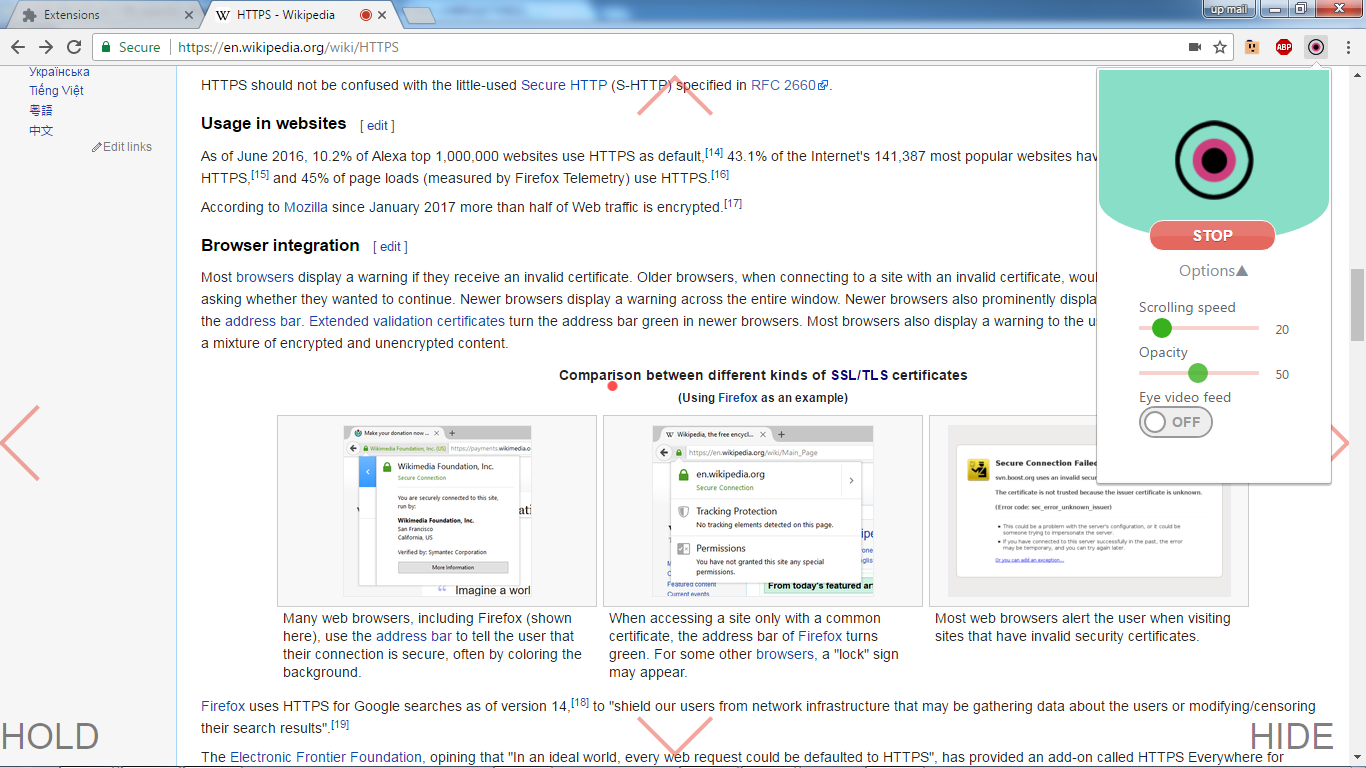 Extensions
HTTPS - Wikipedia
up mail
Secure
https://en.wikipedia.org/wiki/HTTPS
ABP
Українська
Tiếng Việt
粵語
中文
Edit links
HTTPS should not be confused with the little-used Secure HTTP (S-HTTP) specified in RFC 2660.
Usage in websites [ edit ]
As of June 2016, 10.2% of Alexa top 1,000,000 websites use HTTPS as default,[14] 43.1% of the Internet's 141,387 most popular websites hav
HTTPS,[15] and 45% of page loads (measured by Firefox Telemetry) use HTTPS.[16]
According to Mozilla since January 2017 more than half of Web traffic is encrypted.[17]
Browser integration [ edit ]
Most browsers display a warning if they receive an invalid certificate. Older browsers, when connecting to a site with an invalid certificate, woul
asking whether they wanted to continue. Newer browsers display a warning across the entire window. Newer browsers also prominently displa
the address bar. Extended validation certificates turn the address bar green in newer browsers. Most browsers also display a warning to the u
a mixture of encrypted and unencrypted content.
STOP
Options▲
Scrolling speed
20
Opacity
50
Eye video feed
OFF
Comparison between different kinds of SSL/TLS certificates
(Using Firefox as an example)
Make your donation now ...
Wikimedia Foundation, Inc. (US)
https://payments.wikimedia.o
Wikimedia Foundation, Inc.
Secure Connection
You are securely connected to this site,
run by:
Wikimedia Foundation, Inc.
San Francisco
California, US
Verified by: Symantec Corporation
More Information
Imagine a worl
Many web browsers, including Firefox (shown
here), use the address bar to tell the user that
their connection is secure, often by coloring the
background.
Wikipedia, the free encycl...
https://en.wikipedia.org/wiki/Main_Page
en.wikipedia.org
Secure Connection
Tracking Protection
No tracking elements detected on this page.
Permissions
You have not granted this site any special
permissions.
Featured content
Current events
From today's featured ar
When accessing a site only with a common
certificate, the address bar of Firefox turns
green. For some other browsers, a "lock" sign
may appear.
Secure Connection Failed
svn.boost.org uses an invalid secu
The certificate is not trusted because the issuer certificate is unknown.
(Error code: sec_error_unknown_issuer)
This could be a problem with the server's configuration, or it could be
someone trying to impersonate the server.
If you have connected to this server successfully in the past, the error
may be temporary, and you can try again later.
Or you can add an exception...
Most web browsers alert the user when visiting
sites that have invalid security certificates.
Firefox uses HTTPS for Google searches as of version 14,[18] to "shield our users from network infrastructure that may be gathering data about the users or modifying/censoring
their search results".[19]
The Electronic Frontier Foundation, opining that "In an ideal world, every web request could be defaulted to HTTPS", has provided an add-on called HTTPS Everywhere for
HOLD
HIDE